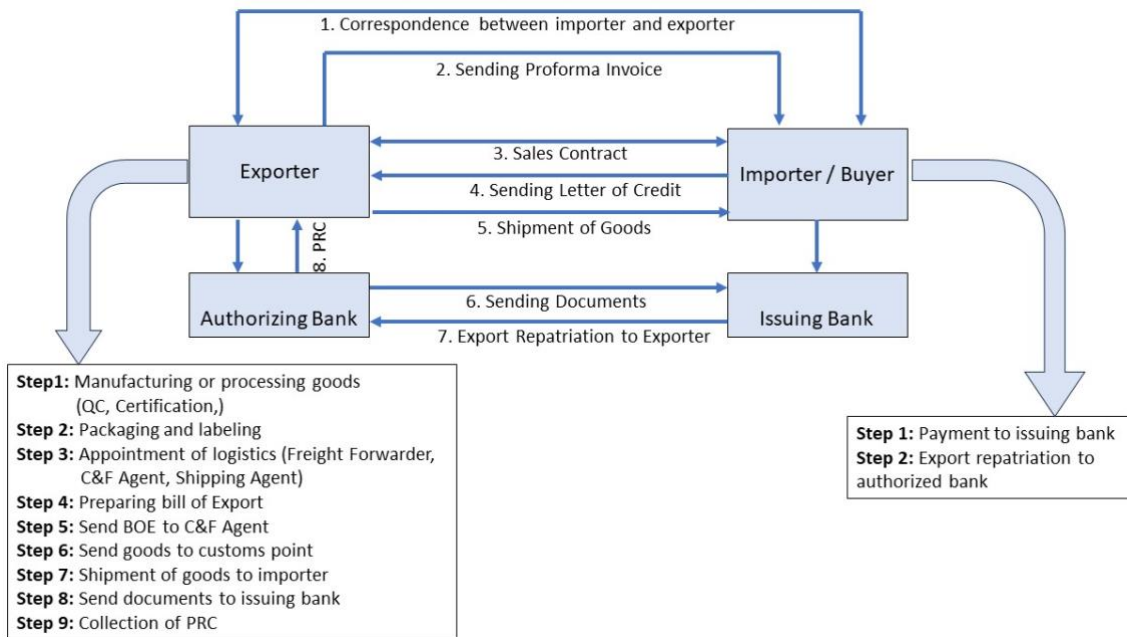 1. Correspondence between importer and exporter
2. Sending Proforma Invoice
Exporter
3. Sales Contract
Importer / Buyer
4. Sending Letter of Credit
5. Shipment of Goods
8. PRC
Authorizing Bank
6. Sending Documents
Issuing Bank
7. Export Repatriation to Exporter
Step1: Manufacturing or processing goods
(QC, Certification,)
Step 2: Packaging and labeling
Step 3: Appointment of logistics (Freight Forwarder,
C&F Agent, Shipping Agent)
Step 4: Preparing bill of Export
Step 5: Send BOE to C&F Agent
Step 6: Send goods to customs point
Step 7: Shipment of goods to importer
Step 8: Send documents to issuing bank
Step 9: Collection of PRC
Step 1: Payment to issuing bank
Step 2: Export repatriation to
authorized bank